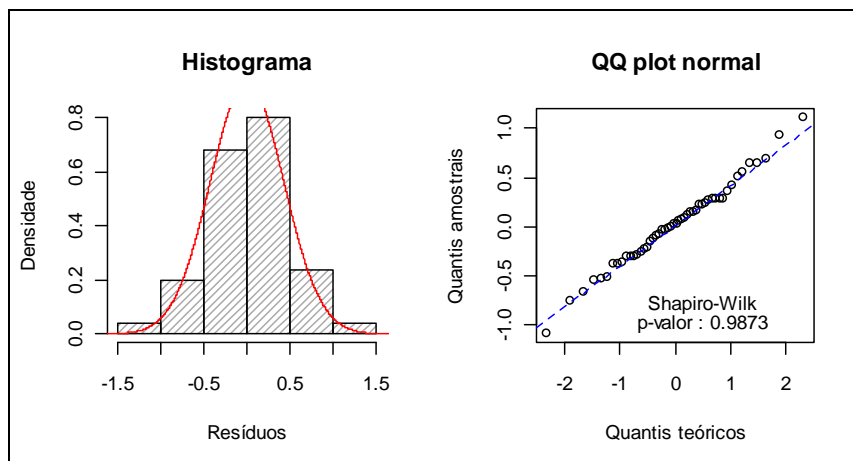 Histograma
Densidade
0.0 0.2 0.4 0.6 0.8
-1.5 -0.5 0.5 1.5
Resíduos
QQ plot normal
Quantis amostrais
-1.0 -0.5 0.0 0.5 1.0
Shapiro-Wilk
p-valor : 0.9873
-2 -1 0 1 2
Quantis teóricos